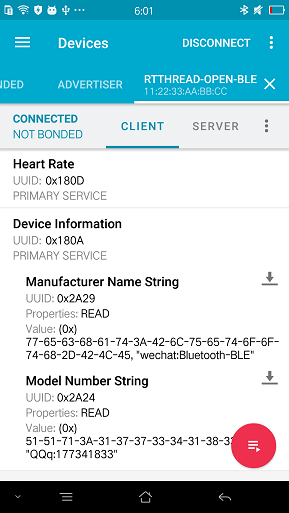 6:01
Devices
DISCONNECT
NDED
ADVERTISER
RTTHREAD-OPEN-BLE
11:22:33:AA:BB:CC
CONNECTED
NOT BONDED
CLIENT
SERVER
Heart Rate
UUID: 0x180D
PRIMARY SERVICE
Device Information
UUID: 0x180A
PRIMARY SERVICE
Manufacturer Name String
UUID: 0x2A29
Properties: READ
Value: (0x)
77-65-63-68-61-74-3A-42-6C-75-65-74-6F-6F-
74-68-2D-42-4C-45, "wechat:Bluetooth-BLE"
Model Number String
UUID: 0x2A24
Properties: READ
Value: (0x)
51-51-71-3A-31-37-37-33-34-31-38-33
"QQq:177341833"